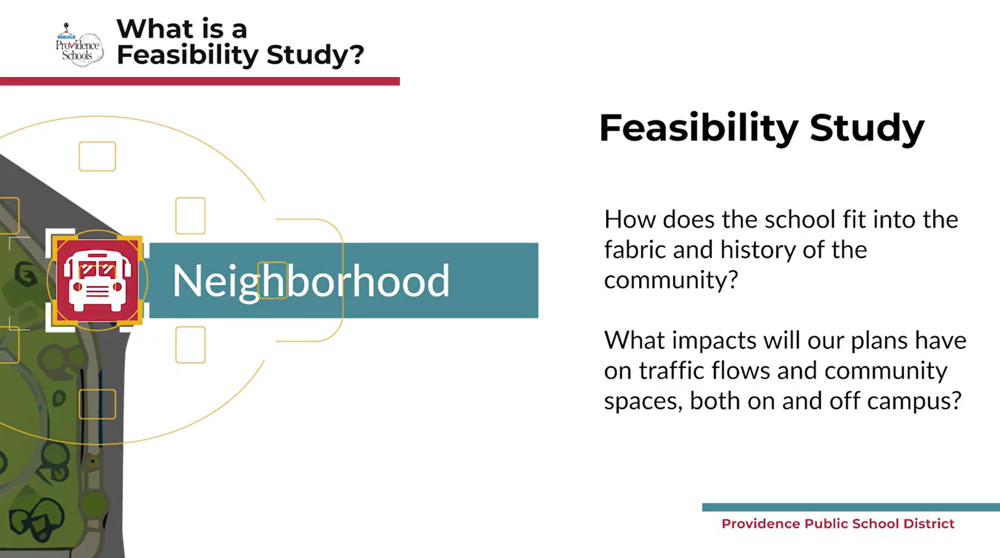 What is a
Feasibility Study?
REBUILD
Providence
Schools
Feasibility Study
Neighborhood
How does the school fit into the
fabric and history of the
community?
What impacts will our plans have
on traffic flows and community
spaces, both on and off campus?
Providence Public School District